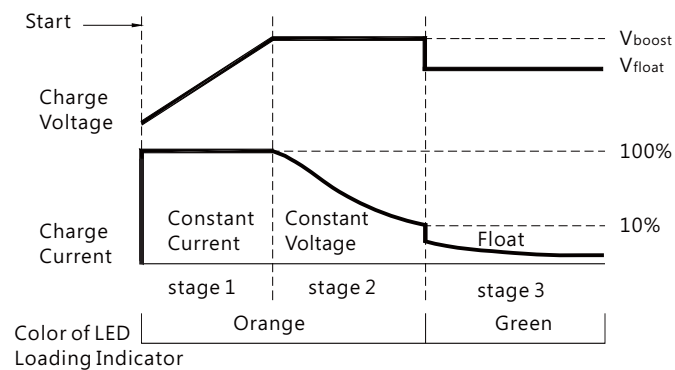 Start
Vboost
Vfloat
Charge
Voltage
100%
Constant
Current
Constant
Voltage
10%
Charge
Current
Float
stage 1
stage 2
stage 3
Color of LED
Loading Indicator
Orange
Green